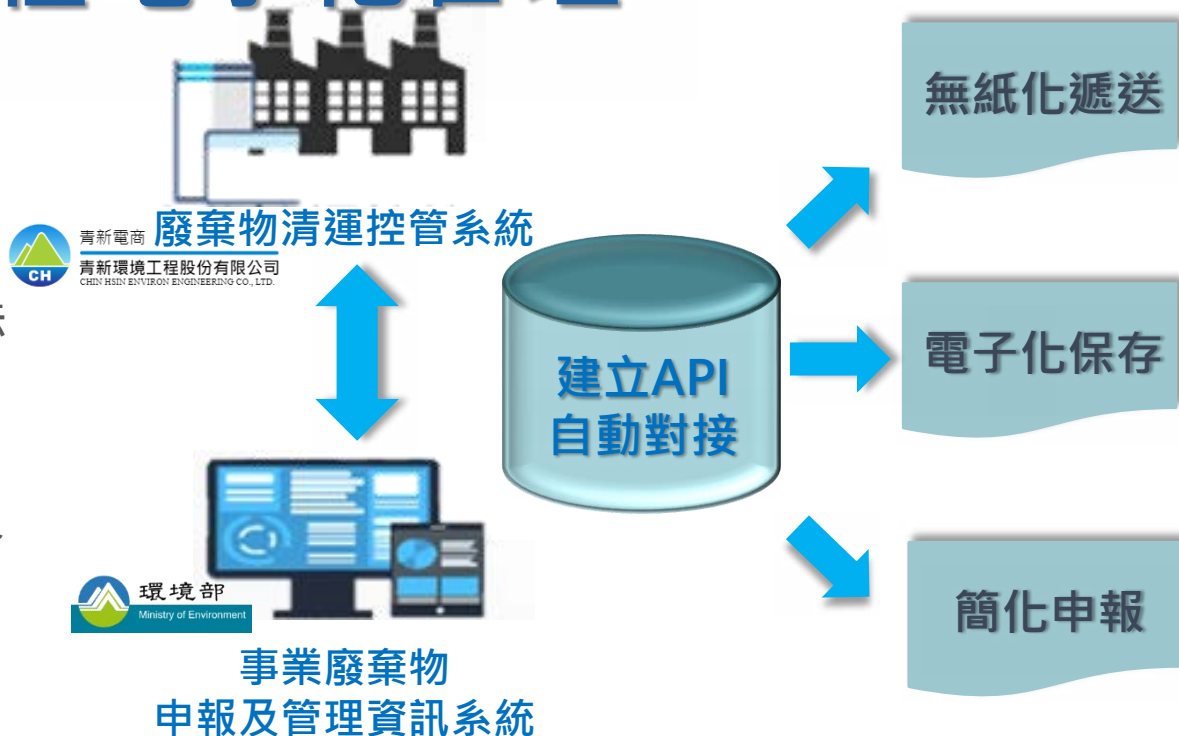 廢棄物清運控管系統
青新電商
青新環境工程股份有限公司
CHIN HSIN ENVIRON ENGINEERING CO., LTD.
CH
建立API
自動對接
環境部
Ministry of Environment
事業廢棄物
申報及管理資訊系統
無紙化遞送
電子化保存
簡化申報